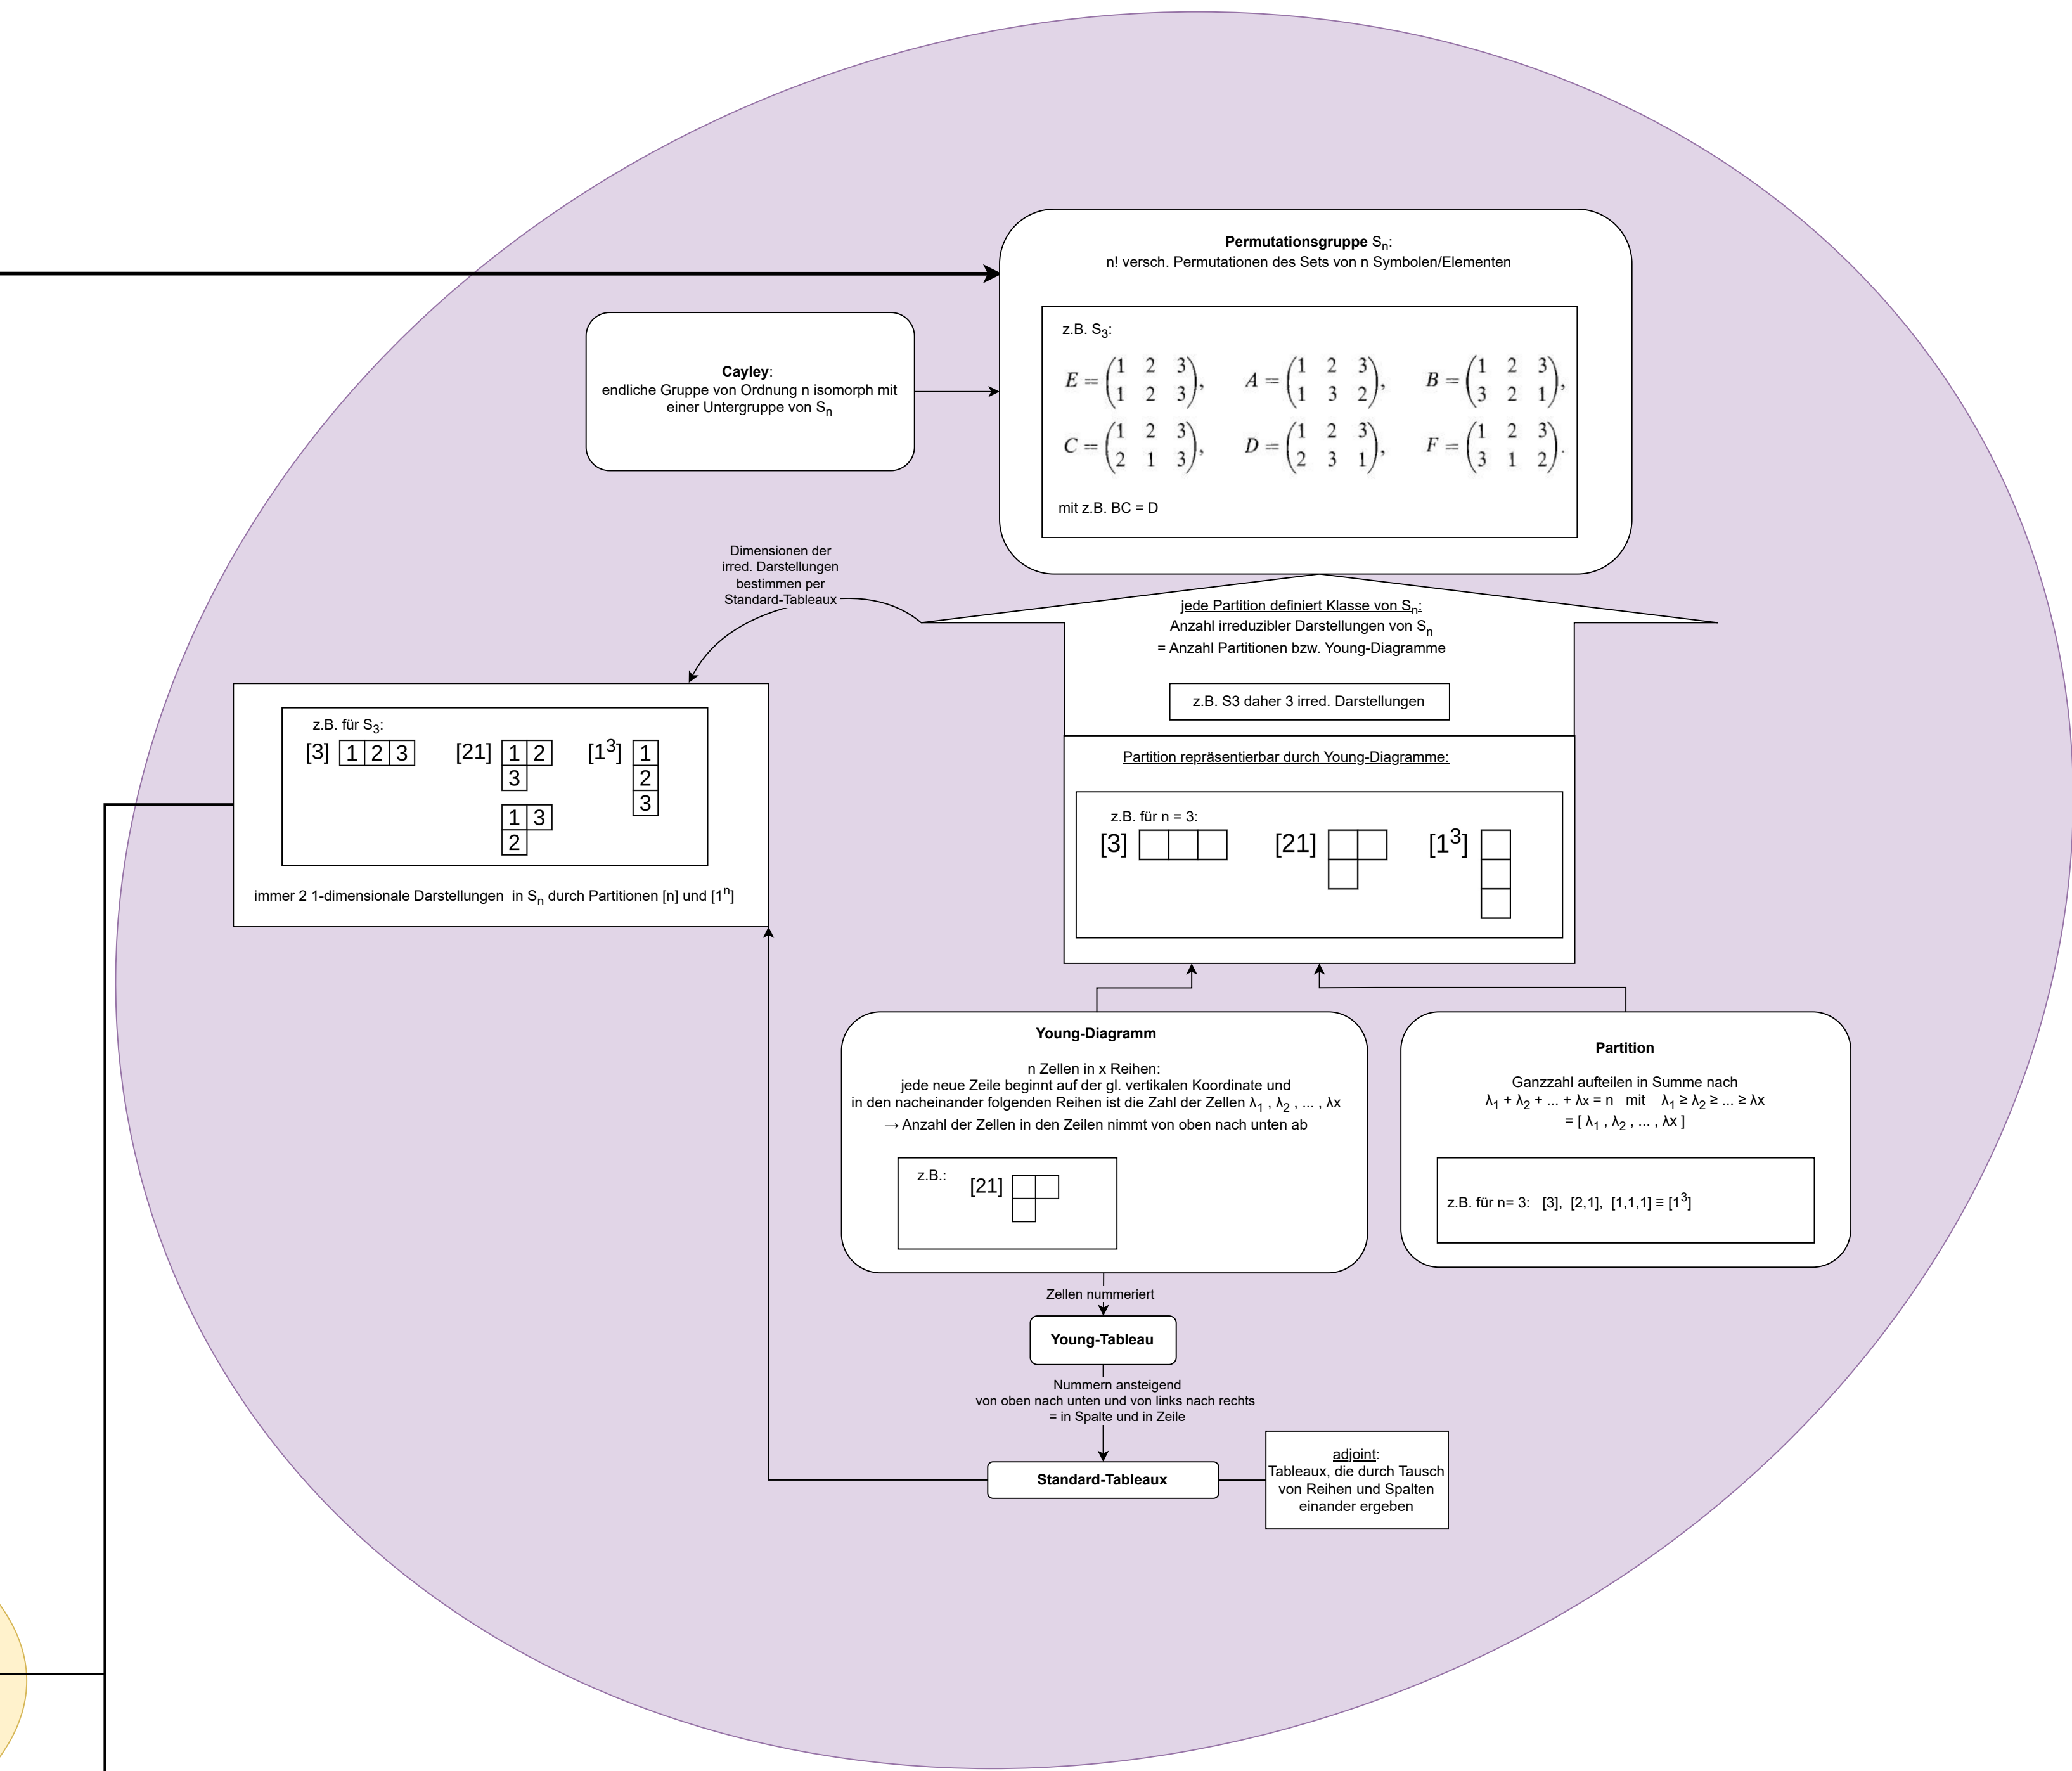 Permutationsgruppe Sn:
n! versch. Permutationen des Sets von n Symbolen/Elementen
z.B. S3:
E = (1 2 3 / 1 2 3), A = (1 2 3 / 1 3 2), B = (1 2 3 / 3 2 1),
C = (1 2 3 / 2 1 3), D = (1 2 3 / 2 3 1), F = (1 2 3 / 3 1 2).
mit z.B. BC = D
Cayley:
endliche Gruppe von Ordnung n isomorph mit
einer Untergruppe von Sn
Dimensionen der
irred. Darstellungen
bestimmen per
Standard-Tableaux
jede Partition definiert Klasse von Sn:
Anzahl irreduzibler Darstellungen von Sn
= Anzahl Partitionen bzw. Young-Diagramme
z.B. S3 daher 3 irred. Darstellungen
Partition repräsentierbar durch Young-Diagramme:
z.B. für n = 3:
[3] [21] [1³]
z.B. für S3:
[3] 1 2 3 [21] 1 2 [1³] 1
3 2
3
1 3
2
immer 2 1-dimensionale Darstellungen in Sn durch Partitionen [n] und [1ⁿ]
Young-Diagramm
n Zellen in x Reihen:
jede neue Zeile beginnt auf der gl. vertikalen Koordinate und
in den nacheinander folgenden Reihen ist die Zahl der Zellen λ1 , λ2 , ... , λx
→ Anzahl der Zellen in den Zeilen nimmt von oben nach unten ab
z.B.: [21]
Partition
Ganzzahl aufteilen in Summe nach
λ1 + λ2 + ... + λx = n mit λ1 ≥ λ2 ≥ ... ≥ λx
= [ λ1 , λ2 , ... , λx ]
z.B. für n= 3: [3], [2,1], [1,1,1] ≡ [1³]
Zellen nummeriert
Young-Tableau
Nummern ansteigend
von oben nach unten und von links nach rechts
= in Spalte und in Zeile
Standard-Tableaux
adjoint:
Tableaux, die durch Tausch
von Reihen und Spalten
einander ergeben